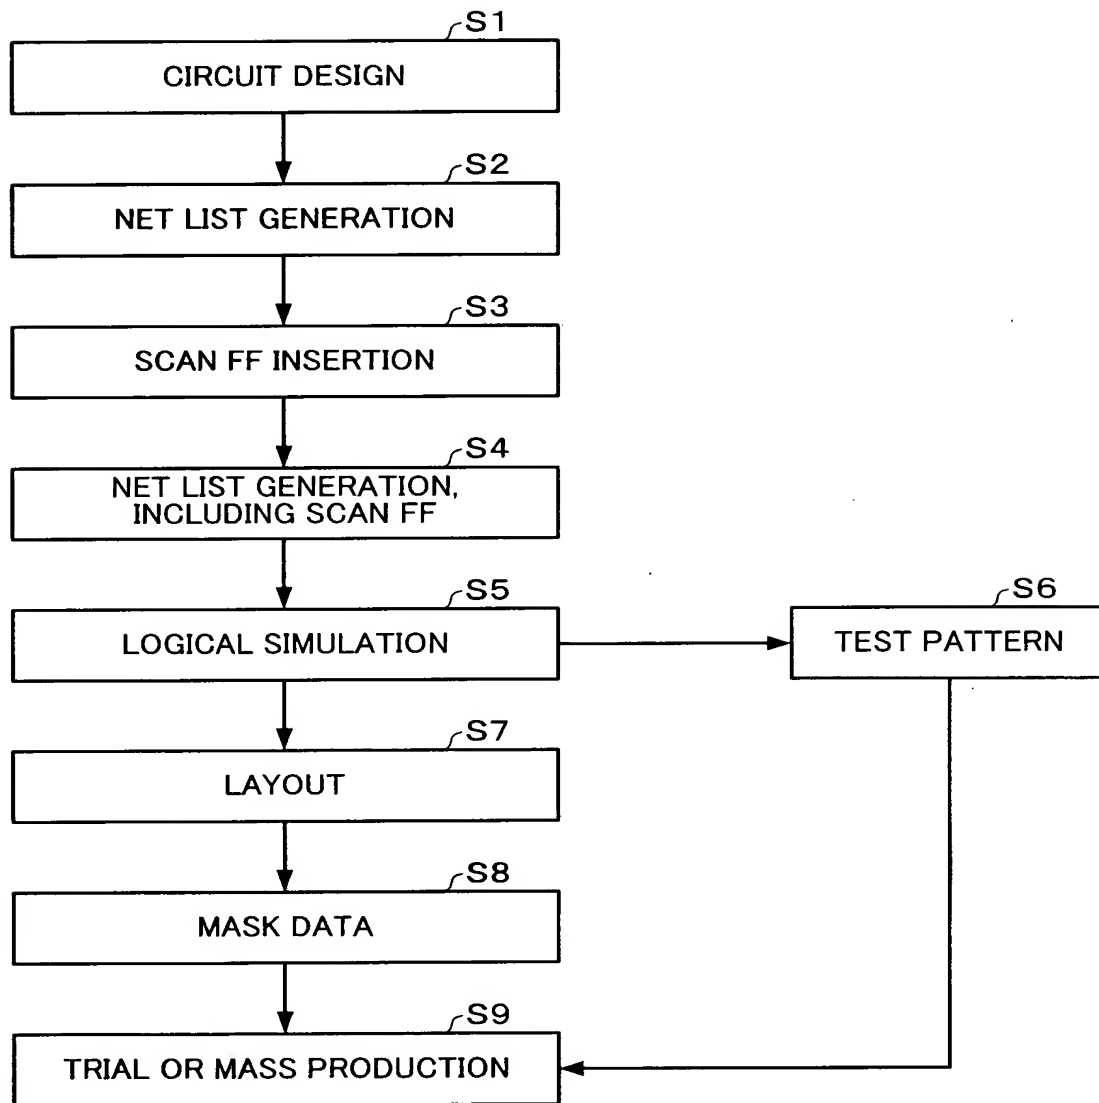 S1
CIRCUIT DESIGN
S2
NET LIST GENERATION
S3
SCAN FF INSERTION
S4
NET LIST GENERATION,
INCLUDING SCAN FF
S5
LOGICAL SIMULATION
S6
TEST PATTERN
S7
LAYOUT
S8
MASK DATA
S9
TRIAL OR MASS PRODUCTION